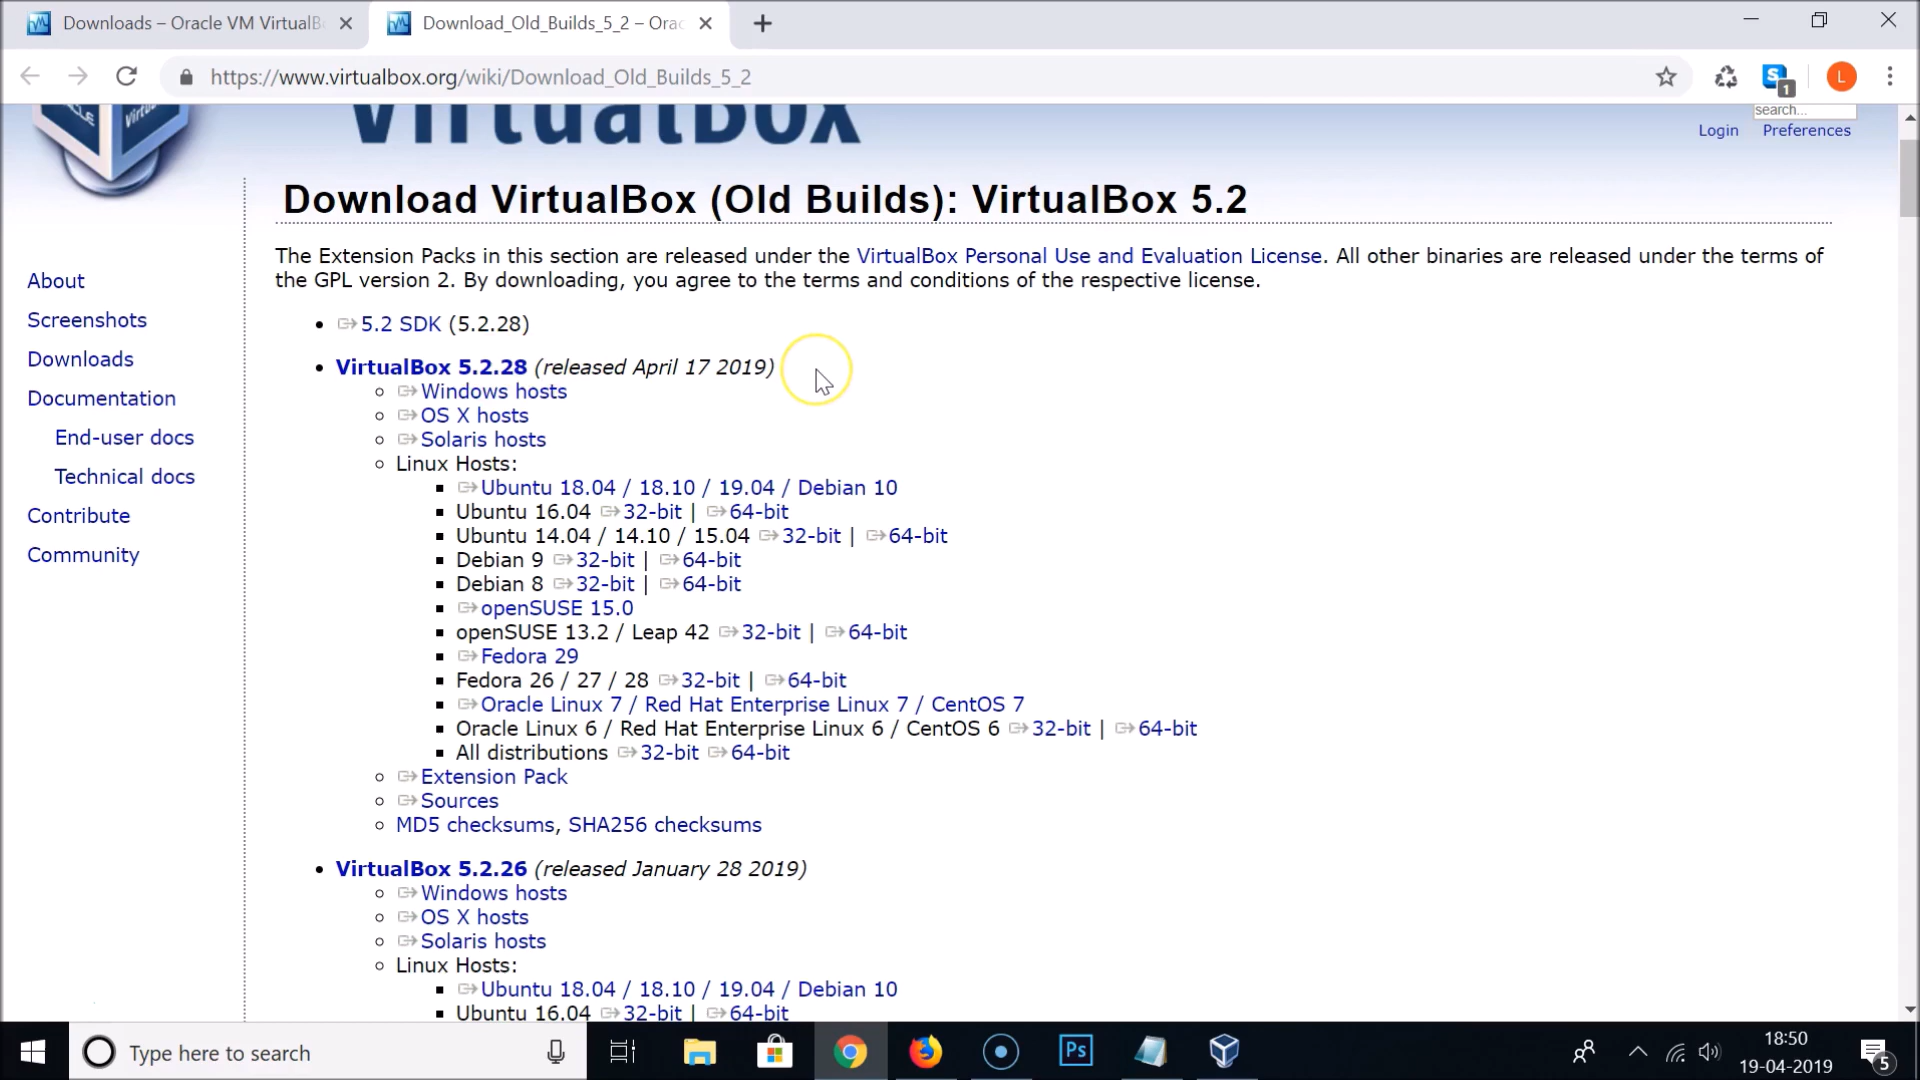 Downloads – Oracle VM VirtualB
Download_Old_Builds_5_2 – Orac
https://www.virtualbox.org/wiki/Download_Old_Builds_5_2
S
1
L
VirtualBox
search...
Login
Preferences
Download VirtualBox (Old Builds): VirtualBox 5.2
The Extension Packs in this section are released under the VirtualBox Personal Use and Evaluation License. All other binaries are released under the terms of
the GPL version 2. By downloading, you agree to the terms and conditions of the respective license.
About
Screenshots
Downloads
Documentation
End-user docs
Technical docs
Contribute
Community
5.2 SDK (5.2.28)
VirtualBox 5.2.28 (released April 17 2019)
Windows hosts
OS X hosts
Solaris hosts
Linux Hosts:
Ubuntu 18.04 / 18.10 / 19.04 / Debian 10
Ubuntu 16.04 32-bit | 64-bit
Ubuntu 14.04 / 14.10 / 15.04 32-bit | 64-bit
Debian 9 32-bit | 64-bit
Debian 8 32-bit | 64-bit
openSUSE 15.0
openSUSE 13.2 / Leap 42 32-bit | 64-bit
Fedora 29
Fedora 26 / 27 / 28 32-bit | 64-bit
Oracle Linux 7 / Red Hat Enterprise Linux 7 / CentOS 7
Oracle Linux 6 / Red Hat Enterprise Linux 6 / CentOS 6 32-bit | 64-bit
All distributions 32-bit 64-bit
Extension Pack
Sources
MD5 checksums, SHA256 checksums
VirtualBox 5.2.26 (released January 28 2019)
Windows hosts
OS X hosts
Solaris hosts
Linux Hosts:
Ubuntu 18.04 / 18.10 / 19.04 / Debian 10
Ubuntu 16.04 32-bit | 64-bit
Type here to search
Ps
18:50
19-04-2019
5